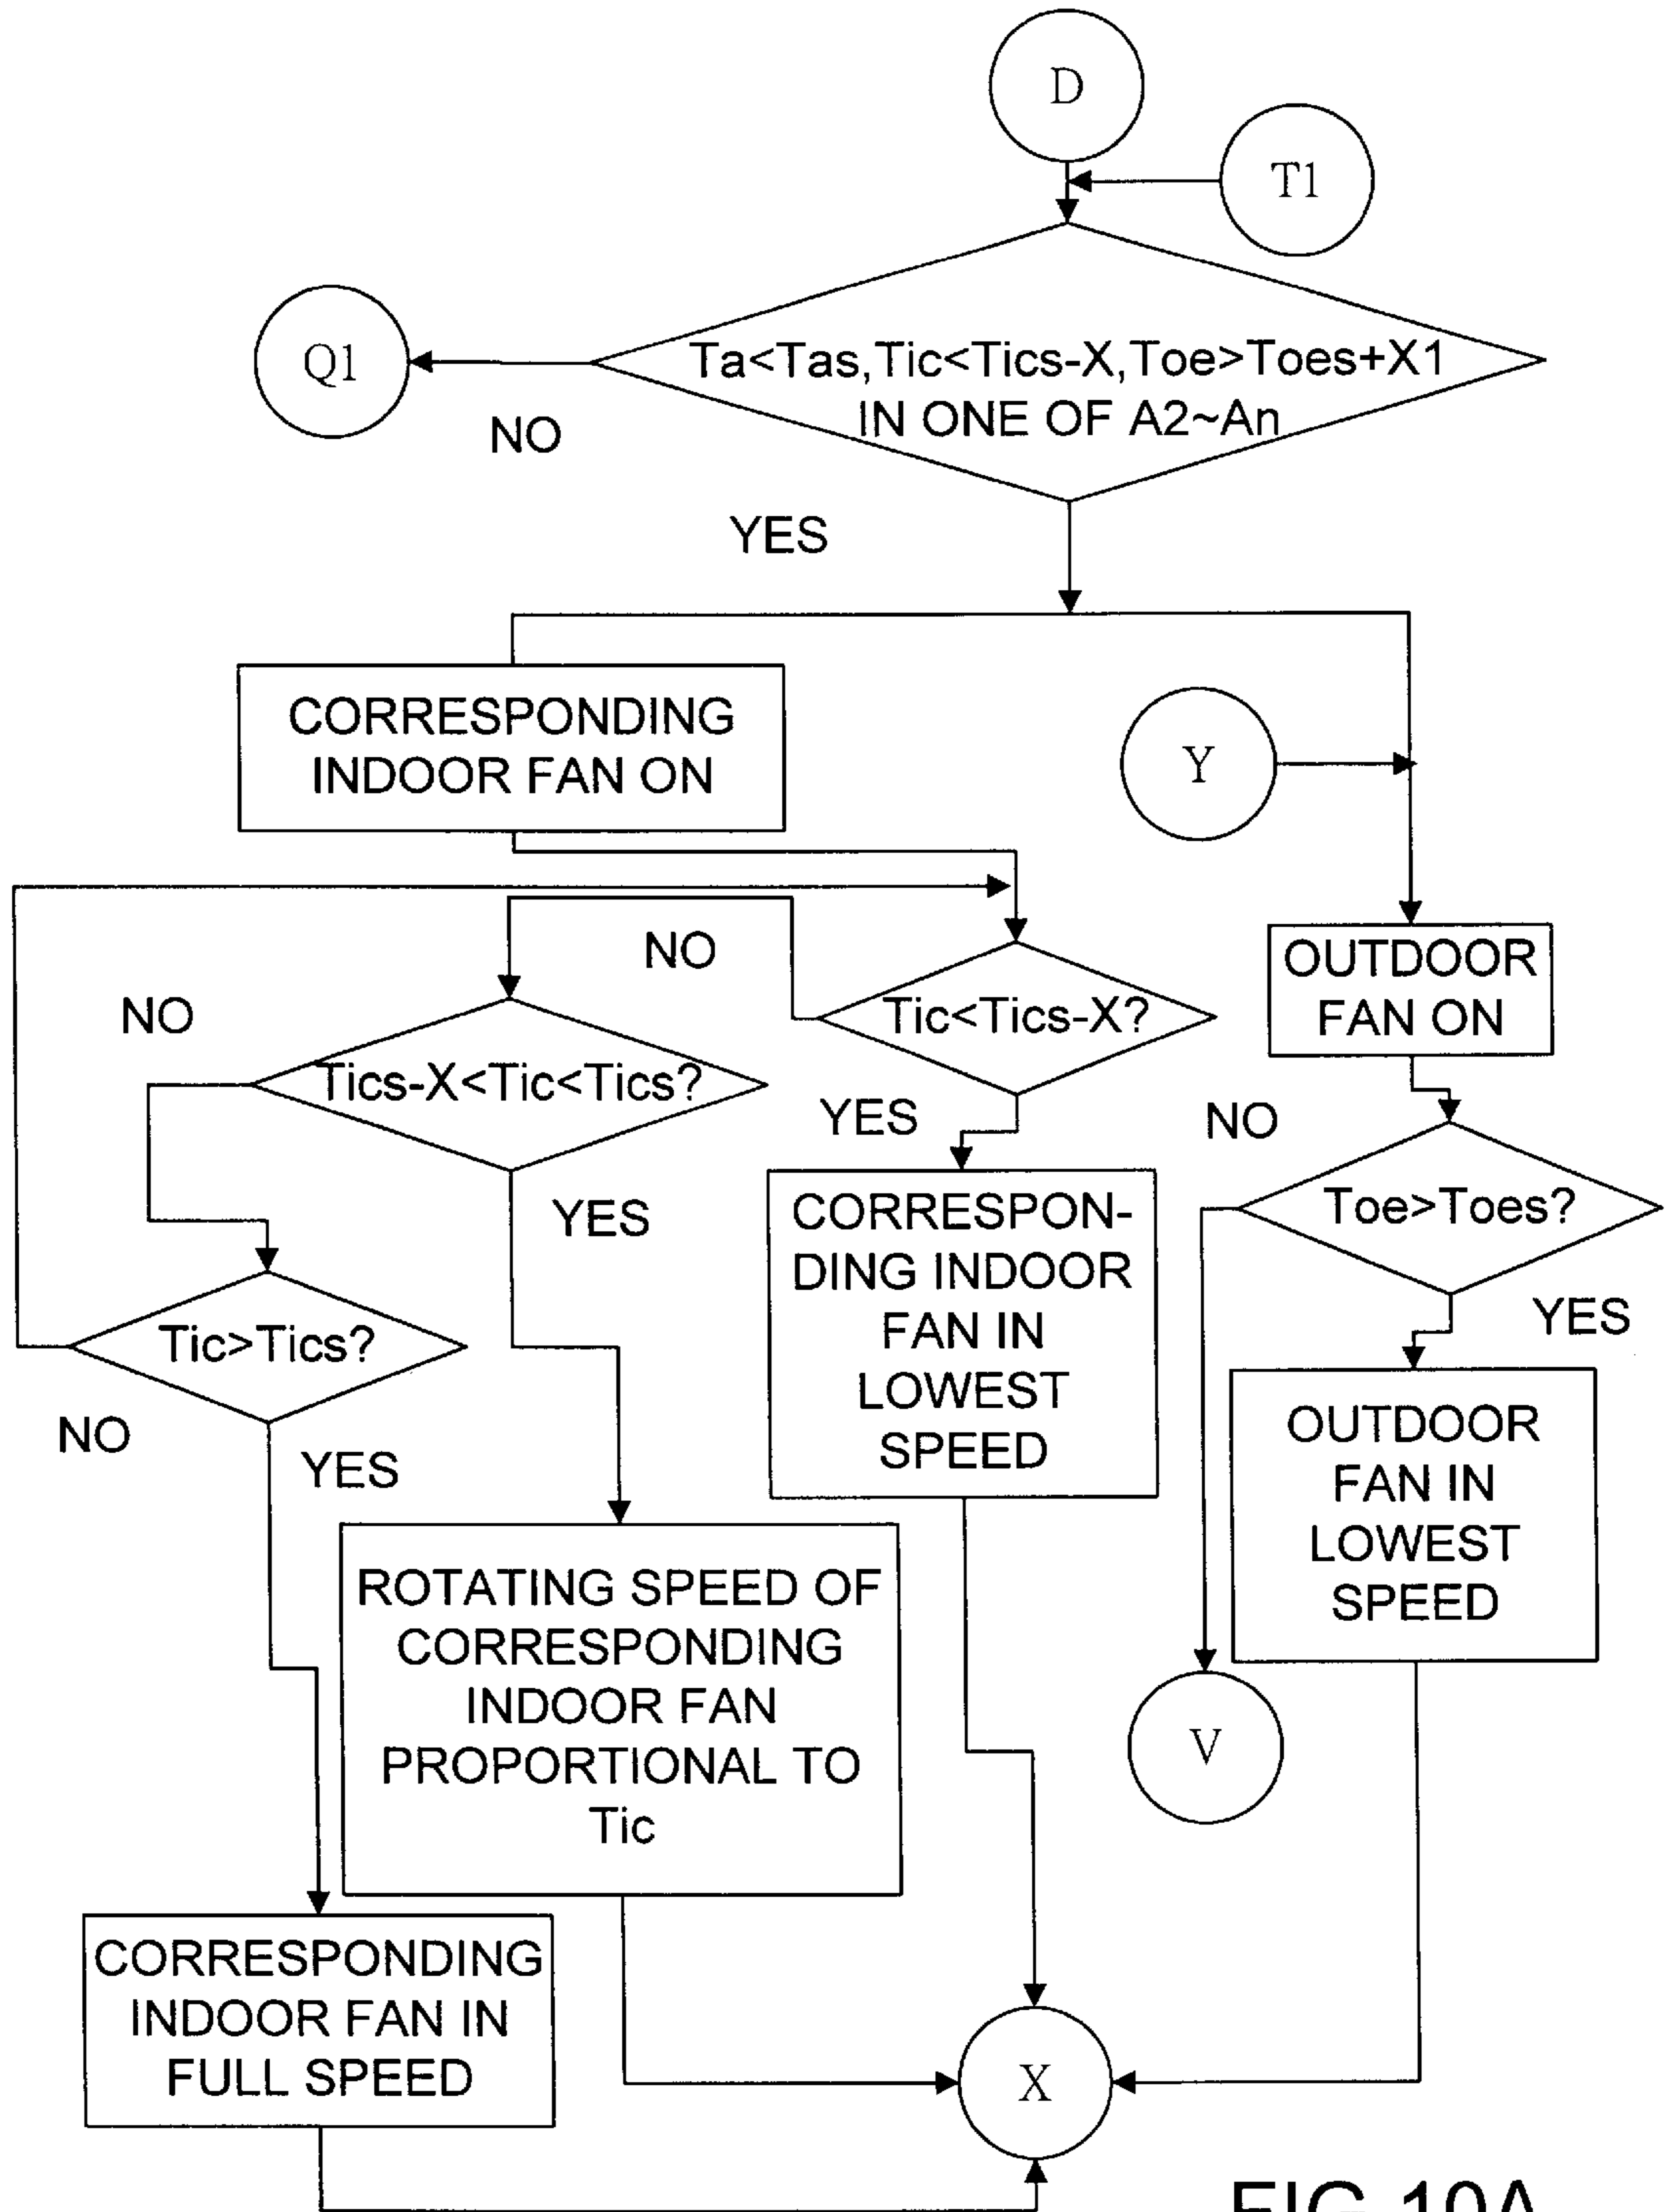 D
T1
Q1
Ta<Tas,Tic<Tics-X,Toe>Toes+X1
IN ONE OF A2~An
NO
YES
CORRESPONDING
INDOOR FAN ON
Y
OUTDOOR
FAN ON
NO
Tic<Tics-X?
NO
Tics-X<Tic<Tics?
YES
NO
Toe>Toes?
YES
CORRESPON-
DING INDOOR
FAN IN
LOWEST
SPEED
YES
Tic>Tics?
NO
YES
YES
OUTDOOR
FAN IN
LOWEST
SPEED
ROTATING SPEED OF
CORRESPONDING
INDOOR FAN
PROPORTIONAL TO
Tic
V
CORRESPONDING
INDOOR FAN IN
FULL SPEED
X
FIG.10A